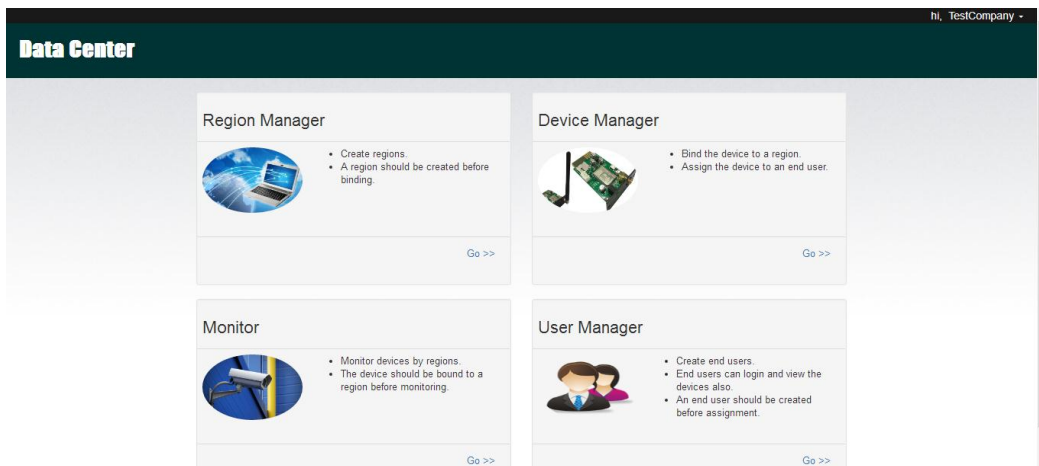 hi, TestCompany
Data Center
Region Manager
Create regions.
A region should be created before
binding.
Go >>
Device Manager
Bind the device to a region.
Assign the device to an end user.
Go >>
Monitor
Monitor devices by regions.
The device should be bound to a
region before monitoring.
Go >>
User Manager
Create end users.
End users can login and view the
devices also.
An end user should be created
before assignment.
Go >>